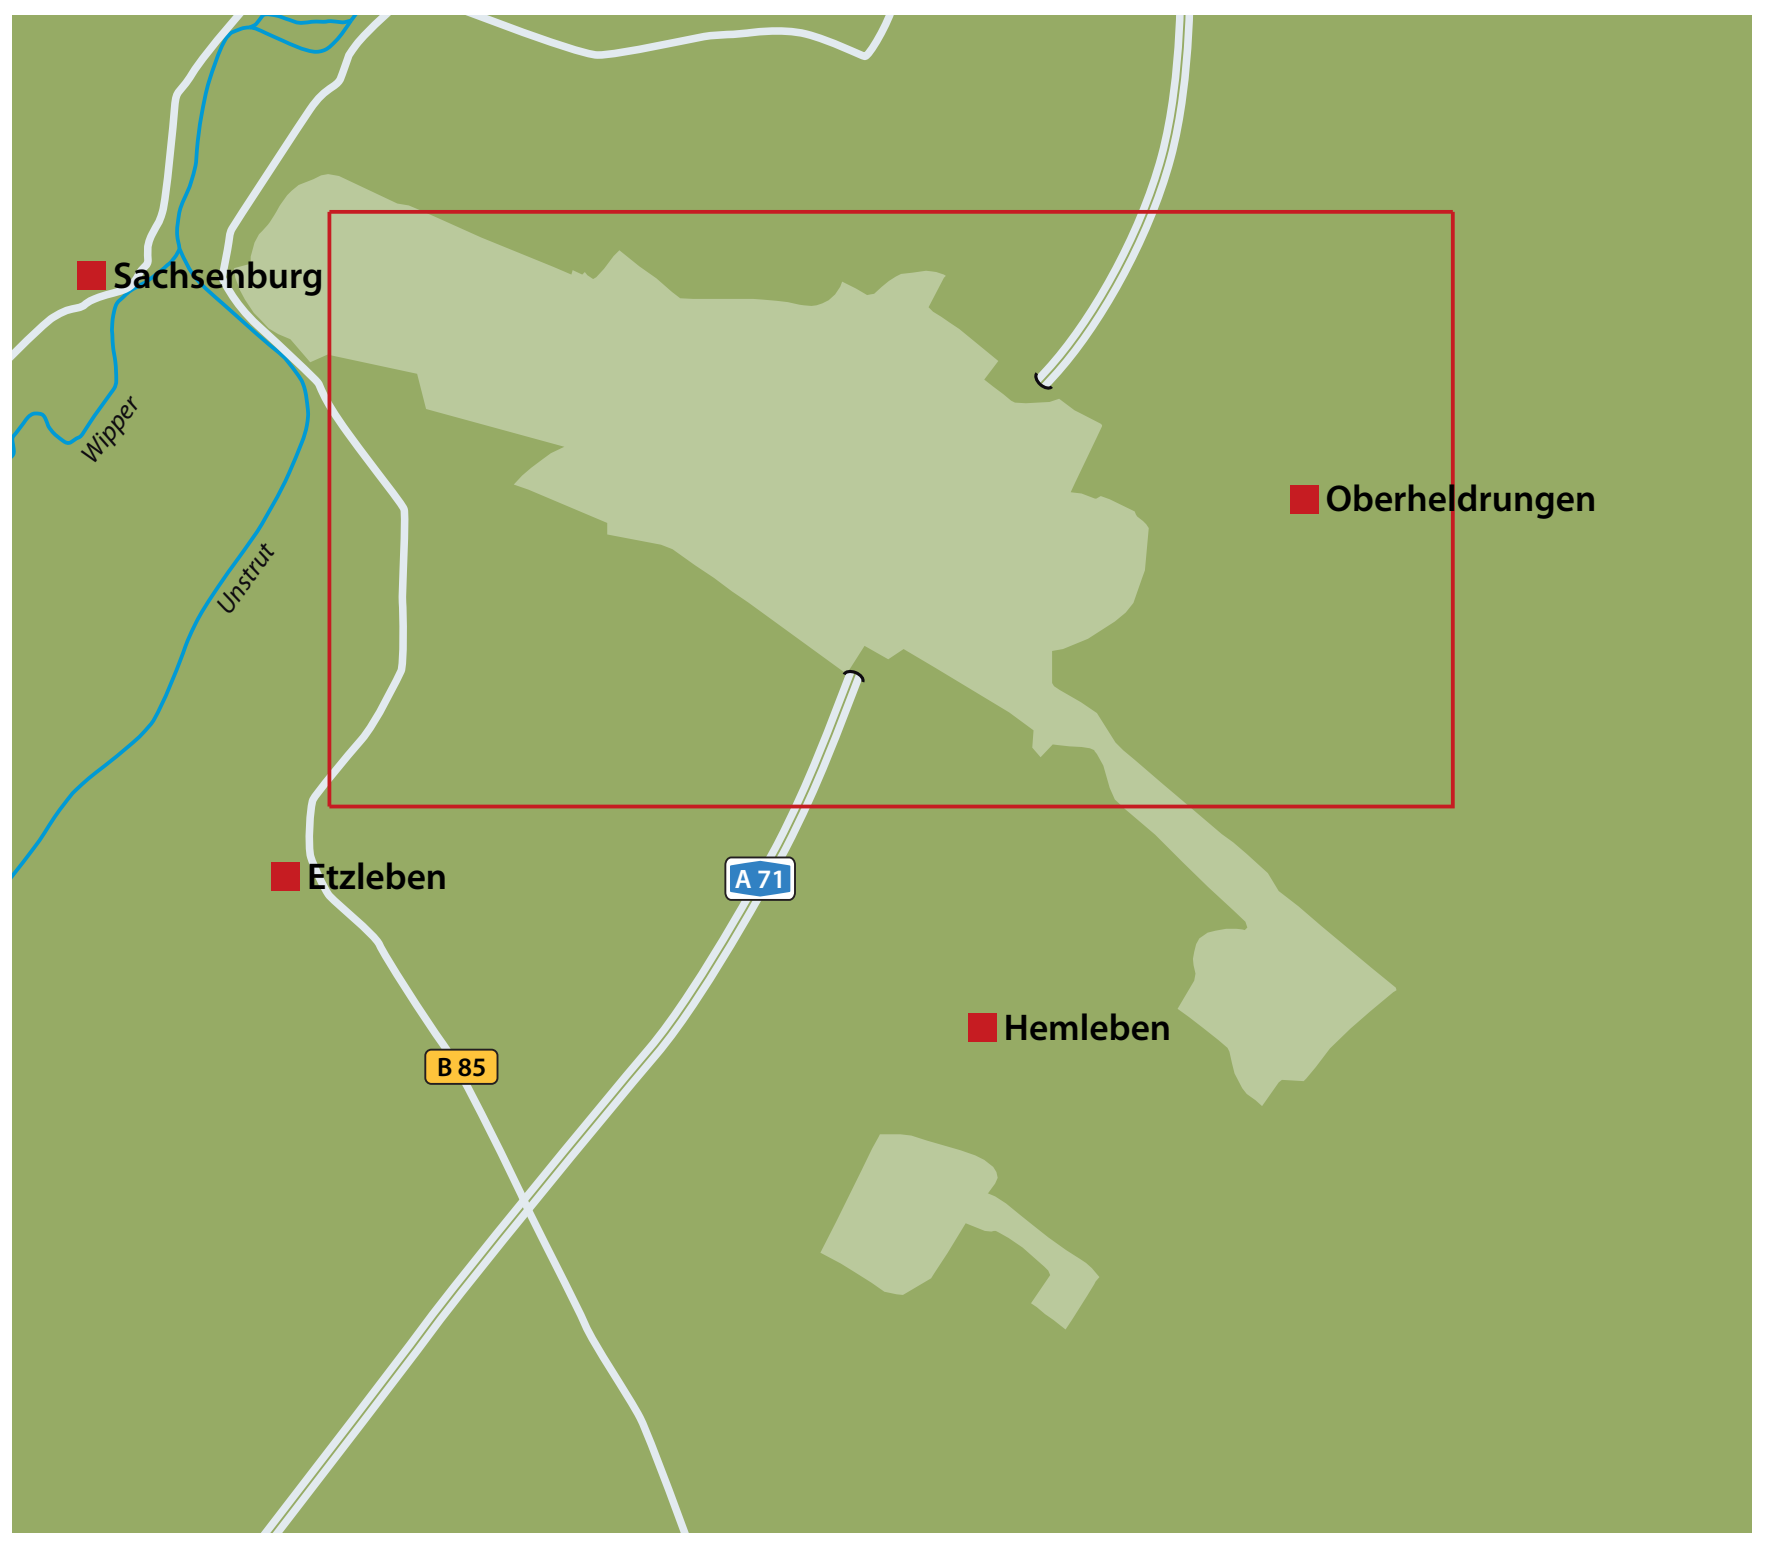 Sachsenburg
Wipper
Oberheldrungen
Unstrut
Etzleben
A 71
Hemleben
B 85